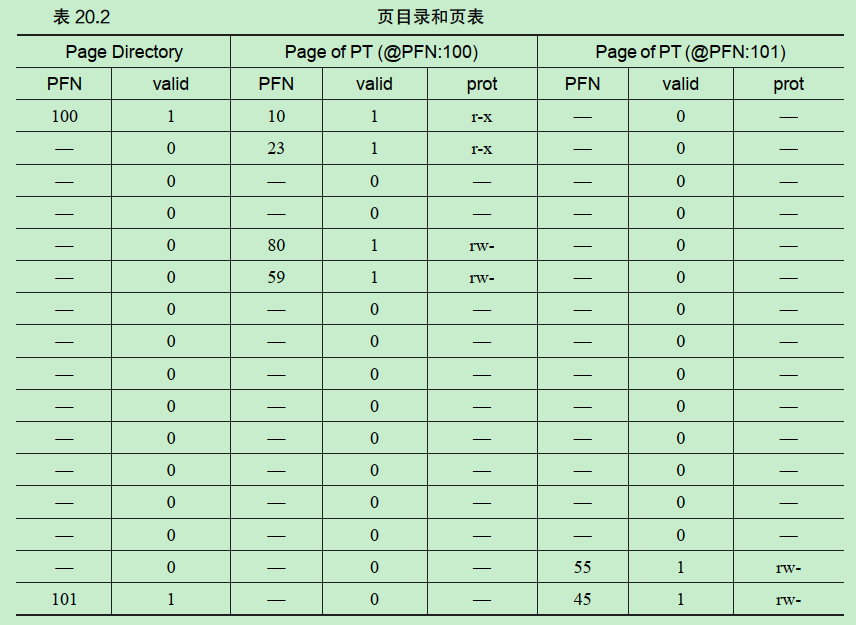 表 20.2 页目录和页表
Page Directory Page of PT (@PFN:100) Page of PT (@PFN:101)
PFN valid PFN valid prot PFN valid prot
100 1 10 1 r-x — 0 —
— 0 23 1 r-x — 0 —
— 0 — 0 — — 0 —
— 0 — 0 — — 0 —
— 0 80 1 rw- — 0 —
— 0 59 1 rw- — 0 —
— 0 — 0 — — 0 —
— 0 — 0 — — 0 —
— 0 — 0 — — 0 —
— 0 — 0 — — 0 —
— 0 — 0 — — 0 —
— 0 — 0 — — 0 —
— 0 — 0 — — 0 —
— 0 — 0 — — 0 —
— 0 — 0 — 55 1 rw-
101 1 — 0 — 45 1 rw-